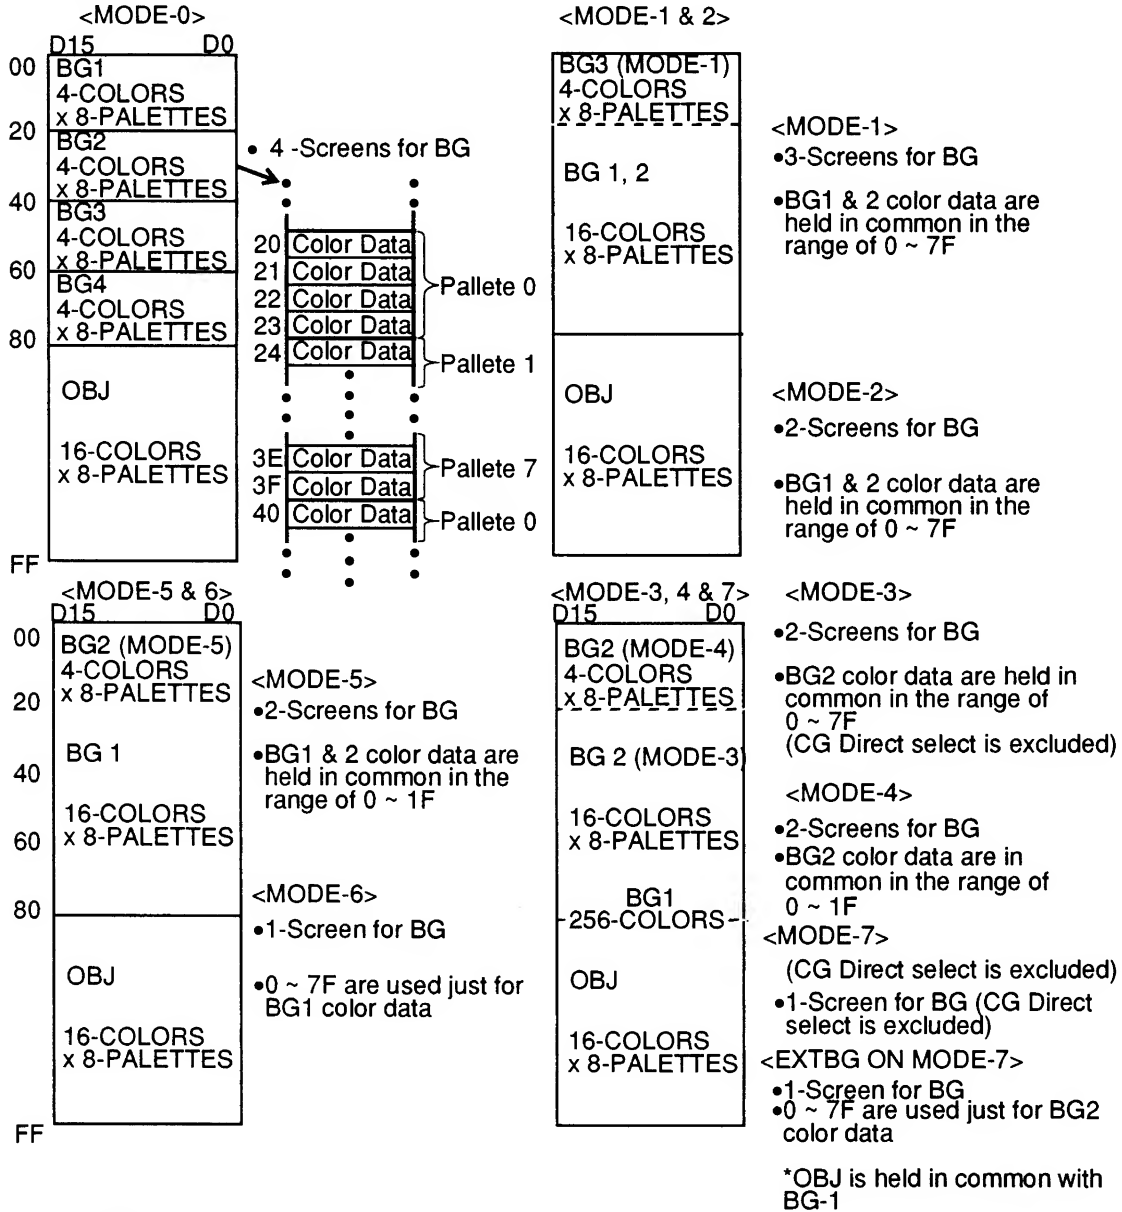 <MODE-0>
D15 D0
00
BG1
4-COLORS
x 8-PALETTES
20
BG2
4-COLORS
x 8-PALETTES
40
BG3
4-COLORS
x 8-PALETTES
60
BG4
4-COLORS
x 8-PALETTES
80
OBJ
16-COLORS
x 8-PALETTES
FF
• 4 -Screens for BG
20 Color Data
21 Color Data
22 Color Data
23 Color Data
Pallete 0
24 Color Data
Pallete 1
3E Color Data
3F Color Data
Pallete 7
40 Color Data
Pallete 0
<MODE-1 & 2>
BG3 (MODE-1)
4-COLORS
x 8-PALETTES
BG 1, 2
16-COLORS
x 8-PALETTES
OBJ
16-COLORS
x 8-PALETTES
<MODE-1>
•3-Screens for BG
•BG1 & 2 color data are
held in common in the
range of 0 ~ 7F
<MODE-2>
•2-Screens for BG
•BG1 & 2 color data are
held in common in the
range of 0 ~ 7F
<MODE-5 & 6>
D15 D0
00
BG2 (MODE-5)
4-COLORS
x 8-PALETTES
20
BG 1
40
16-COLORS
x 8-PALETTES
60
80
OBJ
16-COLORS
x 8-PALETTES
FF
<MODE-5>
•2-Screens for BG
•BG1 & 2 color data are
held in common in the
range of 0 ~ 1F
<MODE-6>
•1-Screen for BG
•0 ~ 7F are used just for
BG1 color data
<MODE-3, 4 & 7>
D15 D0
BG2 (MODE-4)
4-COLORS
x 8-PALETTES
BG 2 (MODE-3)
16-COLORS
x 8-PALETTES
BG1
256-COLORS
OBJ
16-COLORS
x 8-PALETTES
<MODE-3>
•2-Screens for BG
•BG2 color data are held in
common in the range of
0 ~ 7F
(CG Direct select is excluded)
<MODE-4>
•2-Screens for BG
•BG2 color data are in
common in the range of
0 ~ 1F
<MODE-7>
(CG Direct select is excluded)
•1-Screen for BG (CG Direct
select is excluded)
<EXTBG ON MODE-7>
•1-Screen for BG
•0 ~ 7F are used just for BG2
color data
*OBJ is held in common with
BG-1